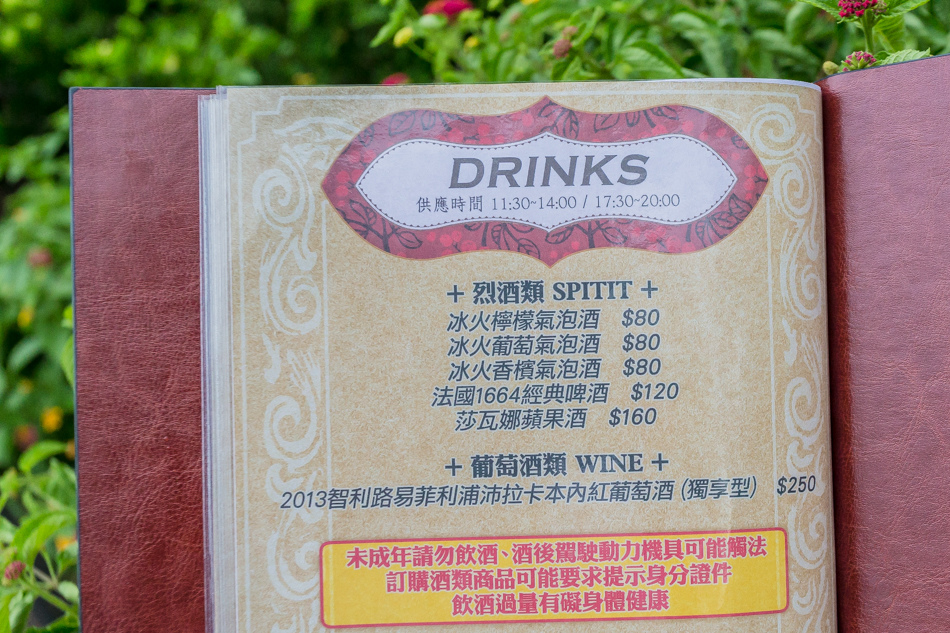 DRINKS
供應時間 11:30~14:00 / 17:30~20:00
+ 烈酒類 SPITIT +
冰火檸檬氣泡酒 $80
冰火葡萄氣泡酒 $80
冰火香檳氣泡酒 $80
法國1664經典啤酒 $120
莎瓦娜蘋果酒 $160
+ 葡萄酒類 WINE +
2013智利路易菲利浦沛拉卡本內紅葡萄酒 (獨享型) $250
未成年請勿飲酒、酒後駕駛動力機具可能觸法
訂購酒類商品可能要求提示身分證件
飲酒過量有礙身體健康